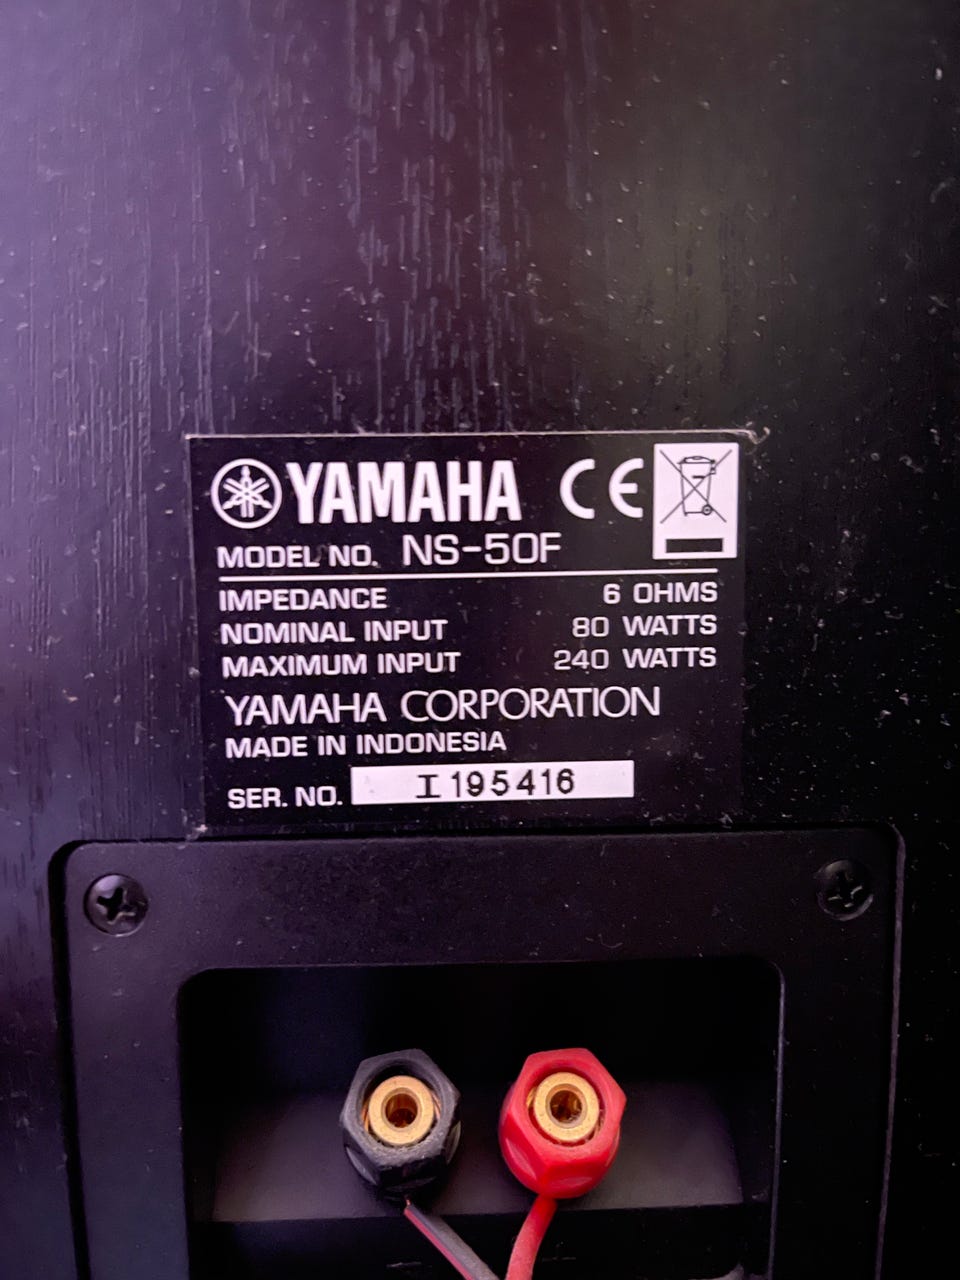 YAMAHA CE
MODEL NO. NS-50F
IMPEDANCE 6 OHMS
NOMINAL INPUT 80 WATTS
MAXIMUM INPUT 240 WATTS
YAMAHA CORPORATION
MADE IN INDONESIA
SER. NO. I195416